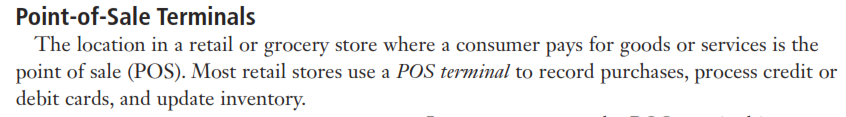 Point-of-Sale Terminals
The location in a retail or grocery store where a consumer pays for goods or services is the
point of sale (POS). Most retail stores use a POS terminal to record purchases, process credit or
debit cards, and update inventory.